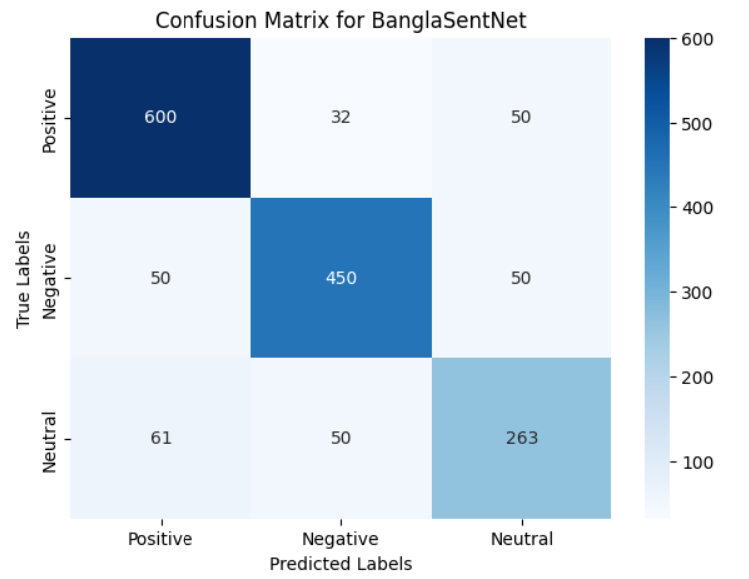 Confusion Matrix for BanglaSentNet
600
Positive
600 32 50
500
400
True Labels
Negative
50 450 50
300
200
Neutral
61 50 263
100
Positive Negative Neutral
Predicted Labels